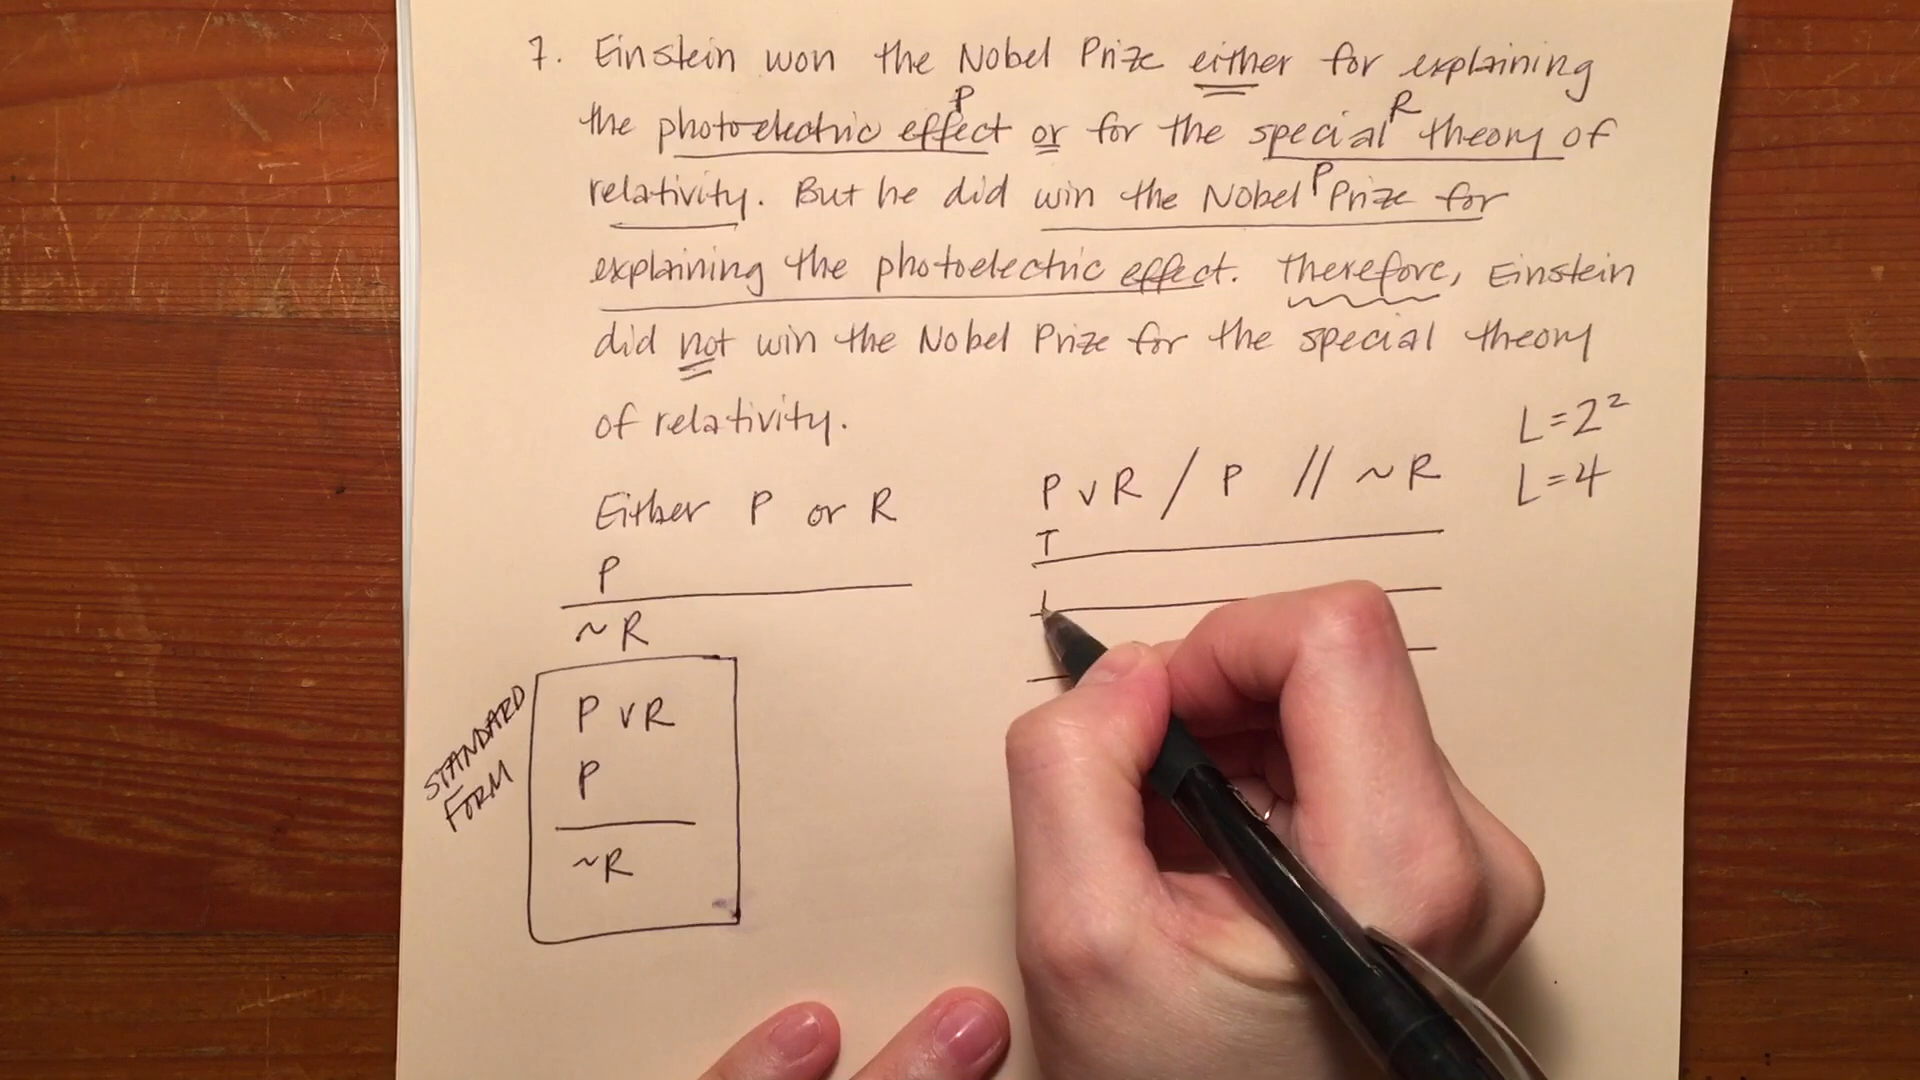 7. Einstein won the Nobel Prize either for explaining
P R
the photoelectric effect or for the special theory of
P
relativity. But he did win the Nobel Prize for
explaining the photoelectric effect. Therefore, Einstein
did not win the Nobel Prize for the special theory
of relativity.
L=2²
L=4
Either P or R
P
~R
STANDARD
FORM
P v R
P
~R
P v R / P // ~R
T